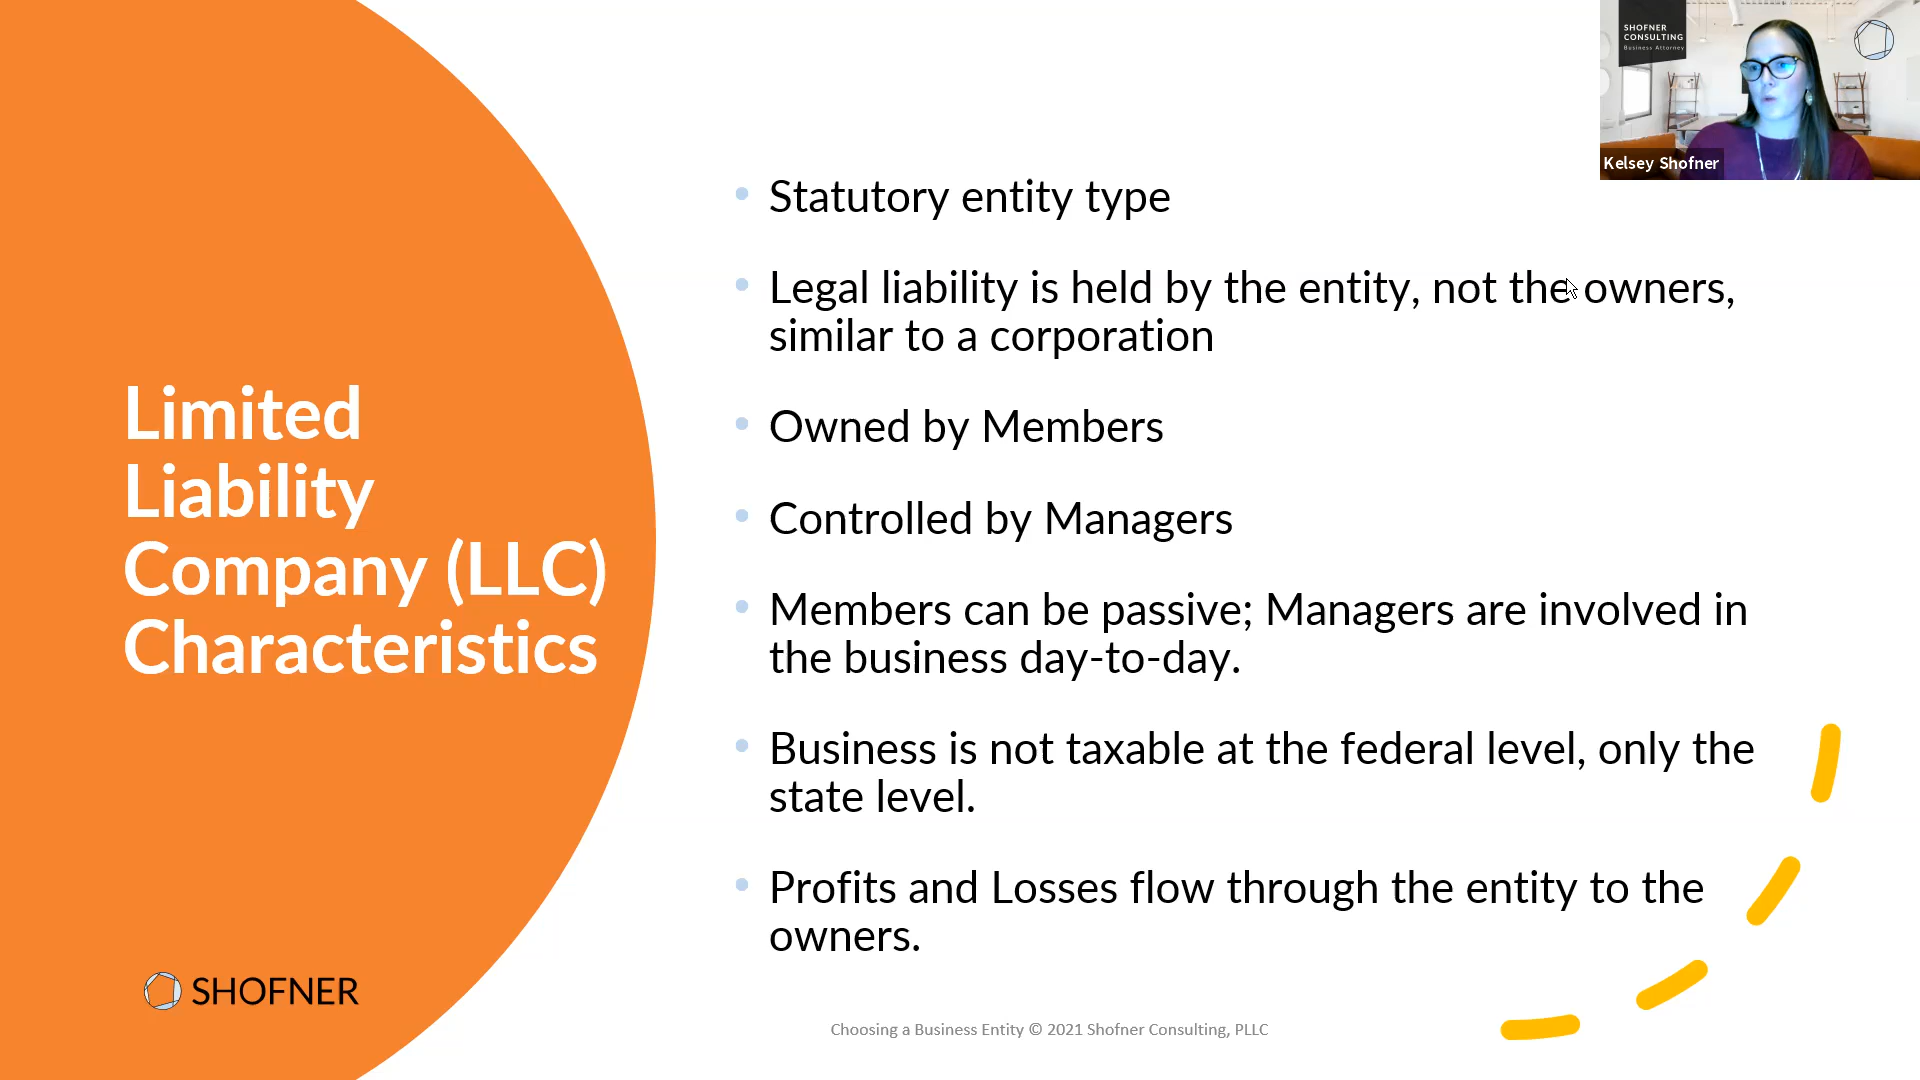 SHOFNER
CONSULTING
Business Attorney
Kelsey Shofner
Limited
Liability
Company (LLC)
Characteristics
• Statutory entity type
• Legal liability is held by the entity, not the owners,
similar to a corporation
• Owned by Members
• Controlled by Managers
• Members can be passive; Managers are involved in
the business day-to-day.
• Business is not taxable at the federal level, only the
state level.
• Profits and Losses flow through the entity to the
owners.
SHOFNER
Choosing a Business Entity © 2021 Shofner Consulting, PLLC